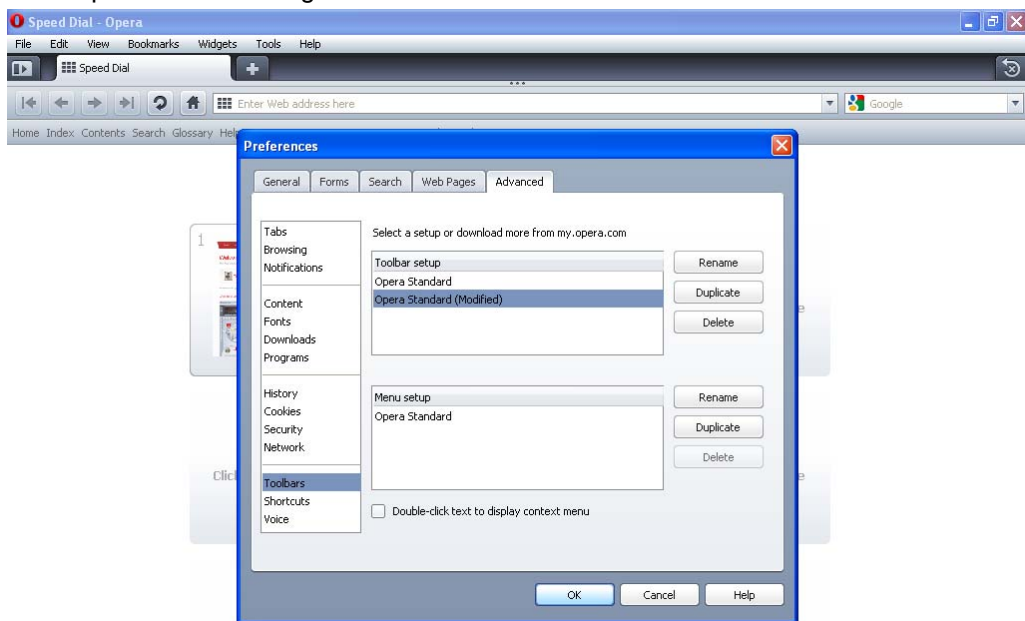 Speed Dial - Opera
File Edit View Bookmarks Widgets Tools Help
Speed Dial
Enter Web address here
Google
Home Index Contents Search Glossary
Preferences
General Forms Search Web Pages Advanced
Tabs
Browsing
Notifications
Content
Fonts
Downloads
Programs
History
Cookies
Security
Network
Toolbars
Shortcuts
Voice
Select a setup or download more from my.opera.com
Toolbar setup
Opera Standard
Opera Standard (Modified)
Rename
Duplicate
Delete
Menu setup
Opera Standard
Rename
Duplicate
Delete
Double-click text to display context menu
OK Cancel Help
1